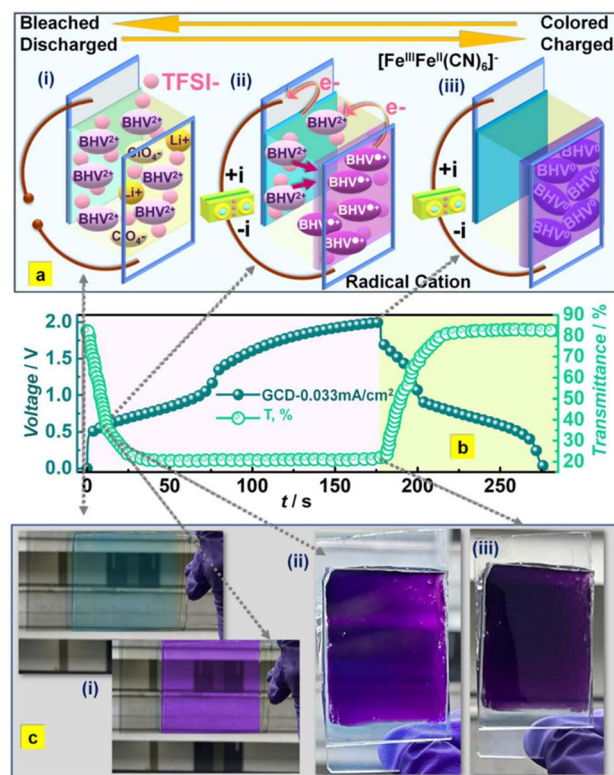 Bleached
Discharged
Colored
Charged
[Fe^III Fe^II (CN)₆]⁻
(i)
TFSI-
(ii)
e-
e-
(iii)
BHV²⁺
BHV²⁺
Li+
ClO₄-
BHV²⁺
BHV²⁺
Li+
BHV²⁺
BHV²⁺
ClO₄-
BHV²⁺
BHV²⁺
BHV²⁺
BHV●⁺
BHV●⁺
BHV●⁺
BHV●⁺
+i
-i
+i
-i
BHV⁰
BHV⁰
BHV⁰
BHV⁰
BHV⁰
a
Radical Cation
Voltage / V
2.0
1.5
1.0
0.5
0.0
GCD-0.033mA/cm²
T, %
b
90
80
70
60
50
40
30
20
Transmittance / %
0
50
100
150
200
250
t / s
(i)
(ii)
(iii)
c